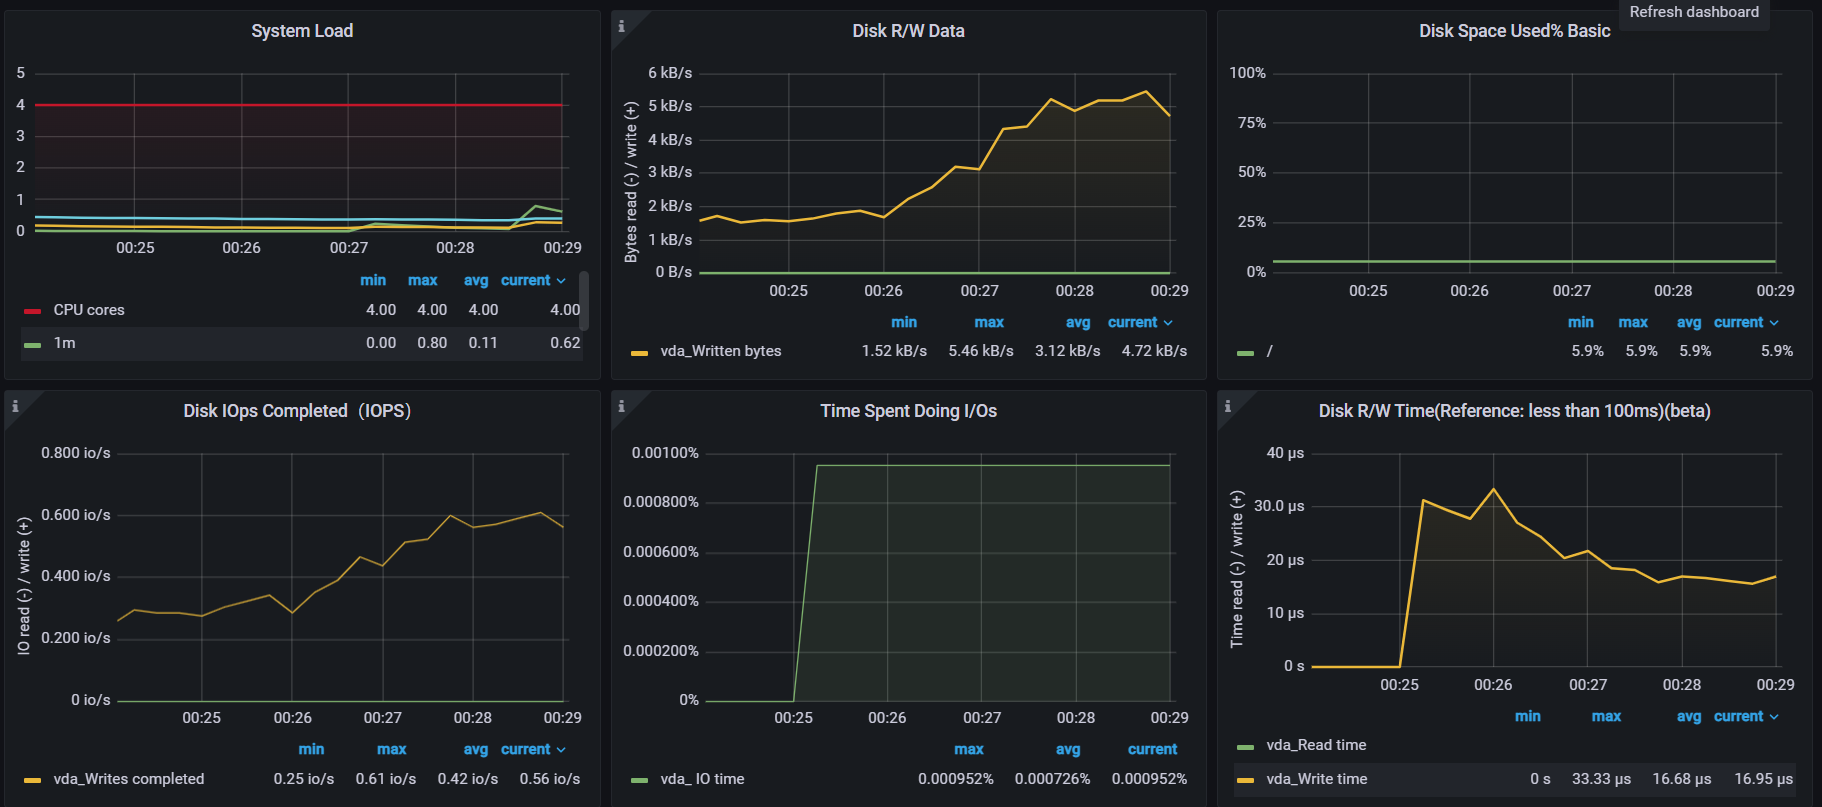 Refresh dashboard
System Load
5
4
3
2
1
0
00:25 00:26 00:27 00:28 00:29
min max avg current
CPU cores 4.00 4.00 4.00 4.00
1m 0.00 0.80 0.11 0.62
i
Disk R/W Data
Bytes read (-) / write (+)
6 kB/s
5 kB/s
4 kB/s
3 kB/s
2 kB/s
1 kB/s
0 B/s
00:25 00:26 00:27 00:28 00:29
min max avg current
vda_Written bytes 1.52 kB/s 5.46 kB/s 3.12 kB/s 4.72 kB/s
Disk Space Used% Basic
100%
75%
50%
25%
0%
00:25 00:26 00:27 00:28 00:29
min max avg current
/ 5.9% 5.9% 5.9% 5.9%
i
Disk IOps Completed（IOPS）
IO read (-) / write (+)
0.800 io/s
0.600 io/s
0.400 io/s
0.200 io/s
0 io/s
00:25 00:26 00:27 00:28 00:29
min max avg current
vda_Writes completed 0.25 io/s 0.61 io/s 0.42 io/s 0.56 io/s
i
Time Spent Doing I/Os
0.00100%
0.000800%
0.000600%
0.000400%
0.000200%
0%
00:25 00:26 00:27 00:28 00:29
max avg current
vda_ IO time 0.000952% 0.000726% 0.000952%
i
Disk R/W Time(Reference: less than 100ms)(beta)
Time read (-) / write (+)
40 µs
30.0 µs
20 µs
10 µs
0 s
00:25 00:26 00:27 00:28 00:29
min max avg current
vda_Read time
vda_Write time 0 s 33.33 µs 16.68 µs 16.95 µs